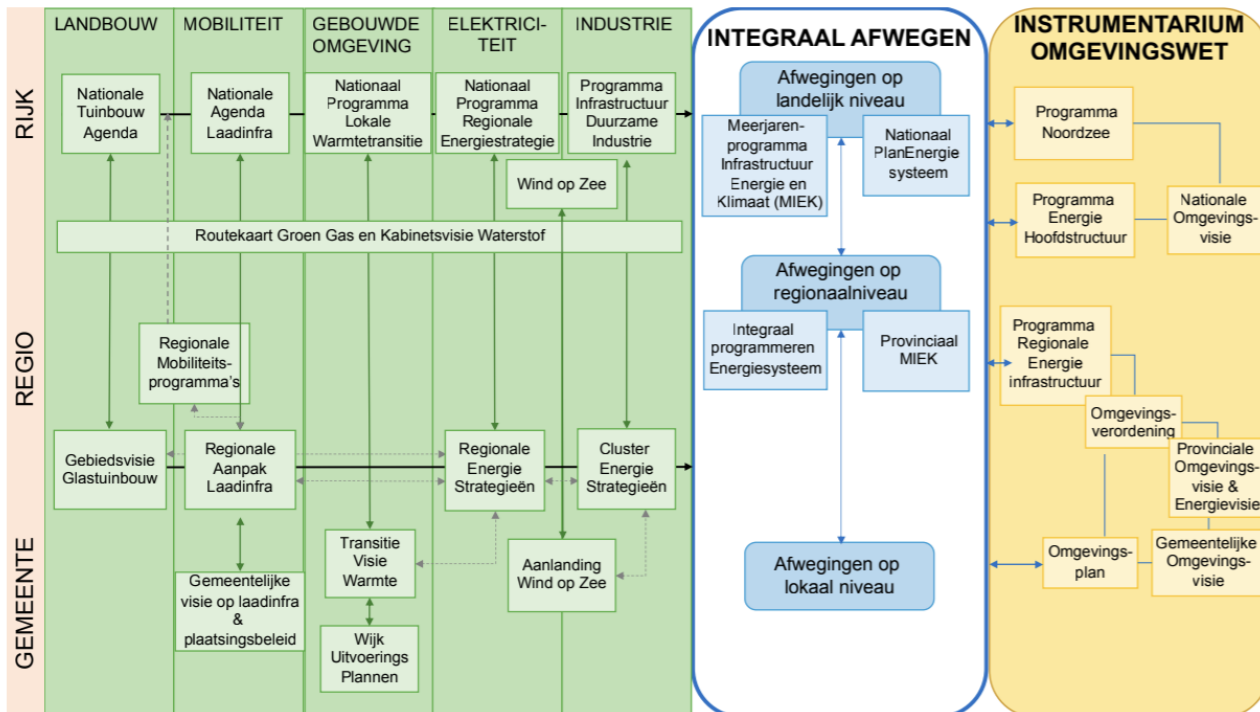 LANDBOUW
MOBILITEIT
GEBOUWDE
OMGEVING
ELEKTRICI-
TEIT
INDUSTRIE
INTEGRAAL AFWEGEN
INSTRUMENTARIUM
OMGEVINGSWET
RIJK
Nationale
Tuinbouw
Agenda
Nationale
Agenda
Laadinfra
Nationaal
Programma
Lokale
Warmtetransitie
Nationaal
Programma
Regionale
Energiestrategie
Programma
Infrastructuur
Duurzame
Industrie
Wind op Zee
Routekaart Groen Gas en Kabinetsvisie Waterstof
Afwegingen op
landelijk niveau
Meerjaren-
programma
Infrastructuur
Energie en
Klimaat (MIEK)
Nationaal
PlanEnergie
systeem
Programma
Noordzee
Programma
Energie
Hoofdstructuur
Nationale
Omgevings-
visie
REGIO
Regionale
Mobiliteits-
programma's
Gebiedsvisie
Glastuinbouw
Regionale
Aanpak
Laadinfra
Regionale
Energie
Strategieën
Cluster
Energie
Strategieën
Afwegingen op
regionaalniveau
Integraal
programmeren
Energiesysteem
Provinciaal
MIEK
Programma
Regionale
Energie
infrastructuur
Omgevings-
verordening
Provinciale
Omgevings-
visie &
Energievisie
GEMEENTE
Gemeentelijke
visie op laadinfra
&
plaatsingsbeleid
Transitie
Visie
Warmte
Wijk
Uitvoerings
Plannen
Aanlanding
Wind op Zee
Afwegingen op
lokaal niveau
Omgevings-
plan
Gemeentelijke
Omgevings-
visie